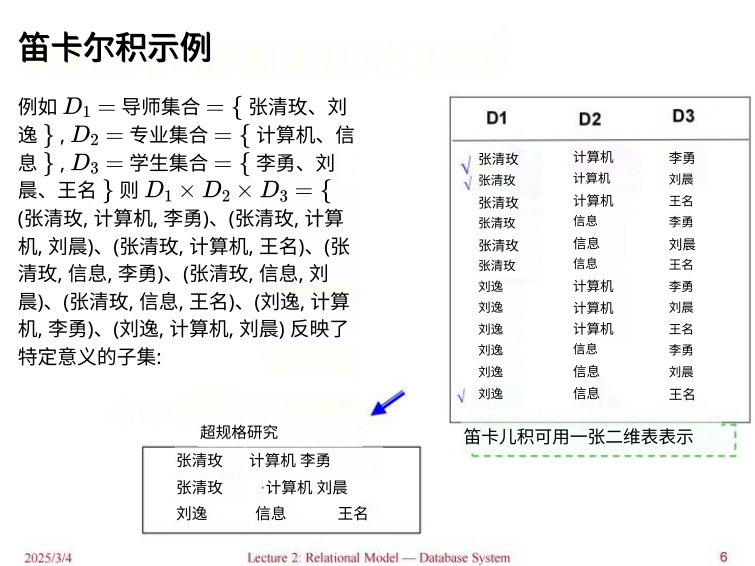 笛卡尔积示例
例如 D₁ = 导师集合 = { 张清玫、刘
逸 } , D₂ = 专业集合 = { 计算机、信
息 } , D₃ = 学生集合 = { 李勇、刘
晨、王名 } 则 D₁ × D₂ × D₃ = {
(张清玫, 计算机, 李勇)、(张清玫, 计算
机, 刘晨)、(张清玫, 计算机, 王名)、(张
清玫, 信息, 李勇)、(张清玫, 信息, 刘
晨)、(张清玫, 信息, 王名)、(刘逸, 计算
机, 李勇)、(刘逸, 计算机, 刘晨) 反映了
特定意义的子集:
D1 D2 D3
张清玫 计算机 李勇
张清玫 计算机 刘晨
张清玫 计算机 王名
张清玫 信息 李勇
张清玫 信息 刘晨
张清玫 信息 王名
刘逸 计算机 李勇
刘逸 计算机 刘晨
刘逸 计算机 王名
刘逸 信息 李勇
刘逸 信息 刘晨
刘逸 信息 王名
笛卡儿积可用一张二维表表示
超规格研究
张清玫 计算机 李勇
张清玫 ·计算机 刘晨
刘逸 信息 王名
2025/3/4
Lecture 2: Relational Model — Database System
6